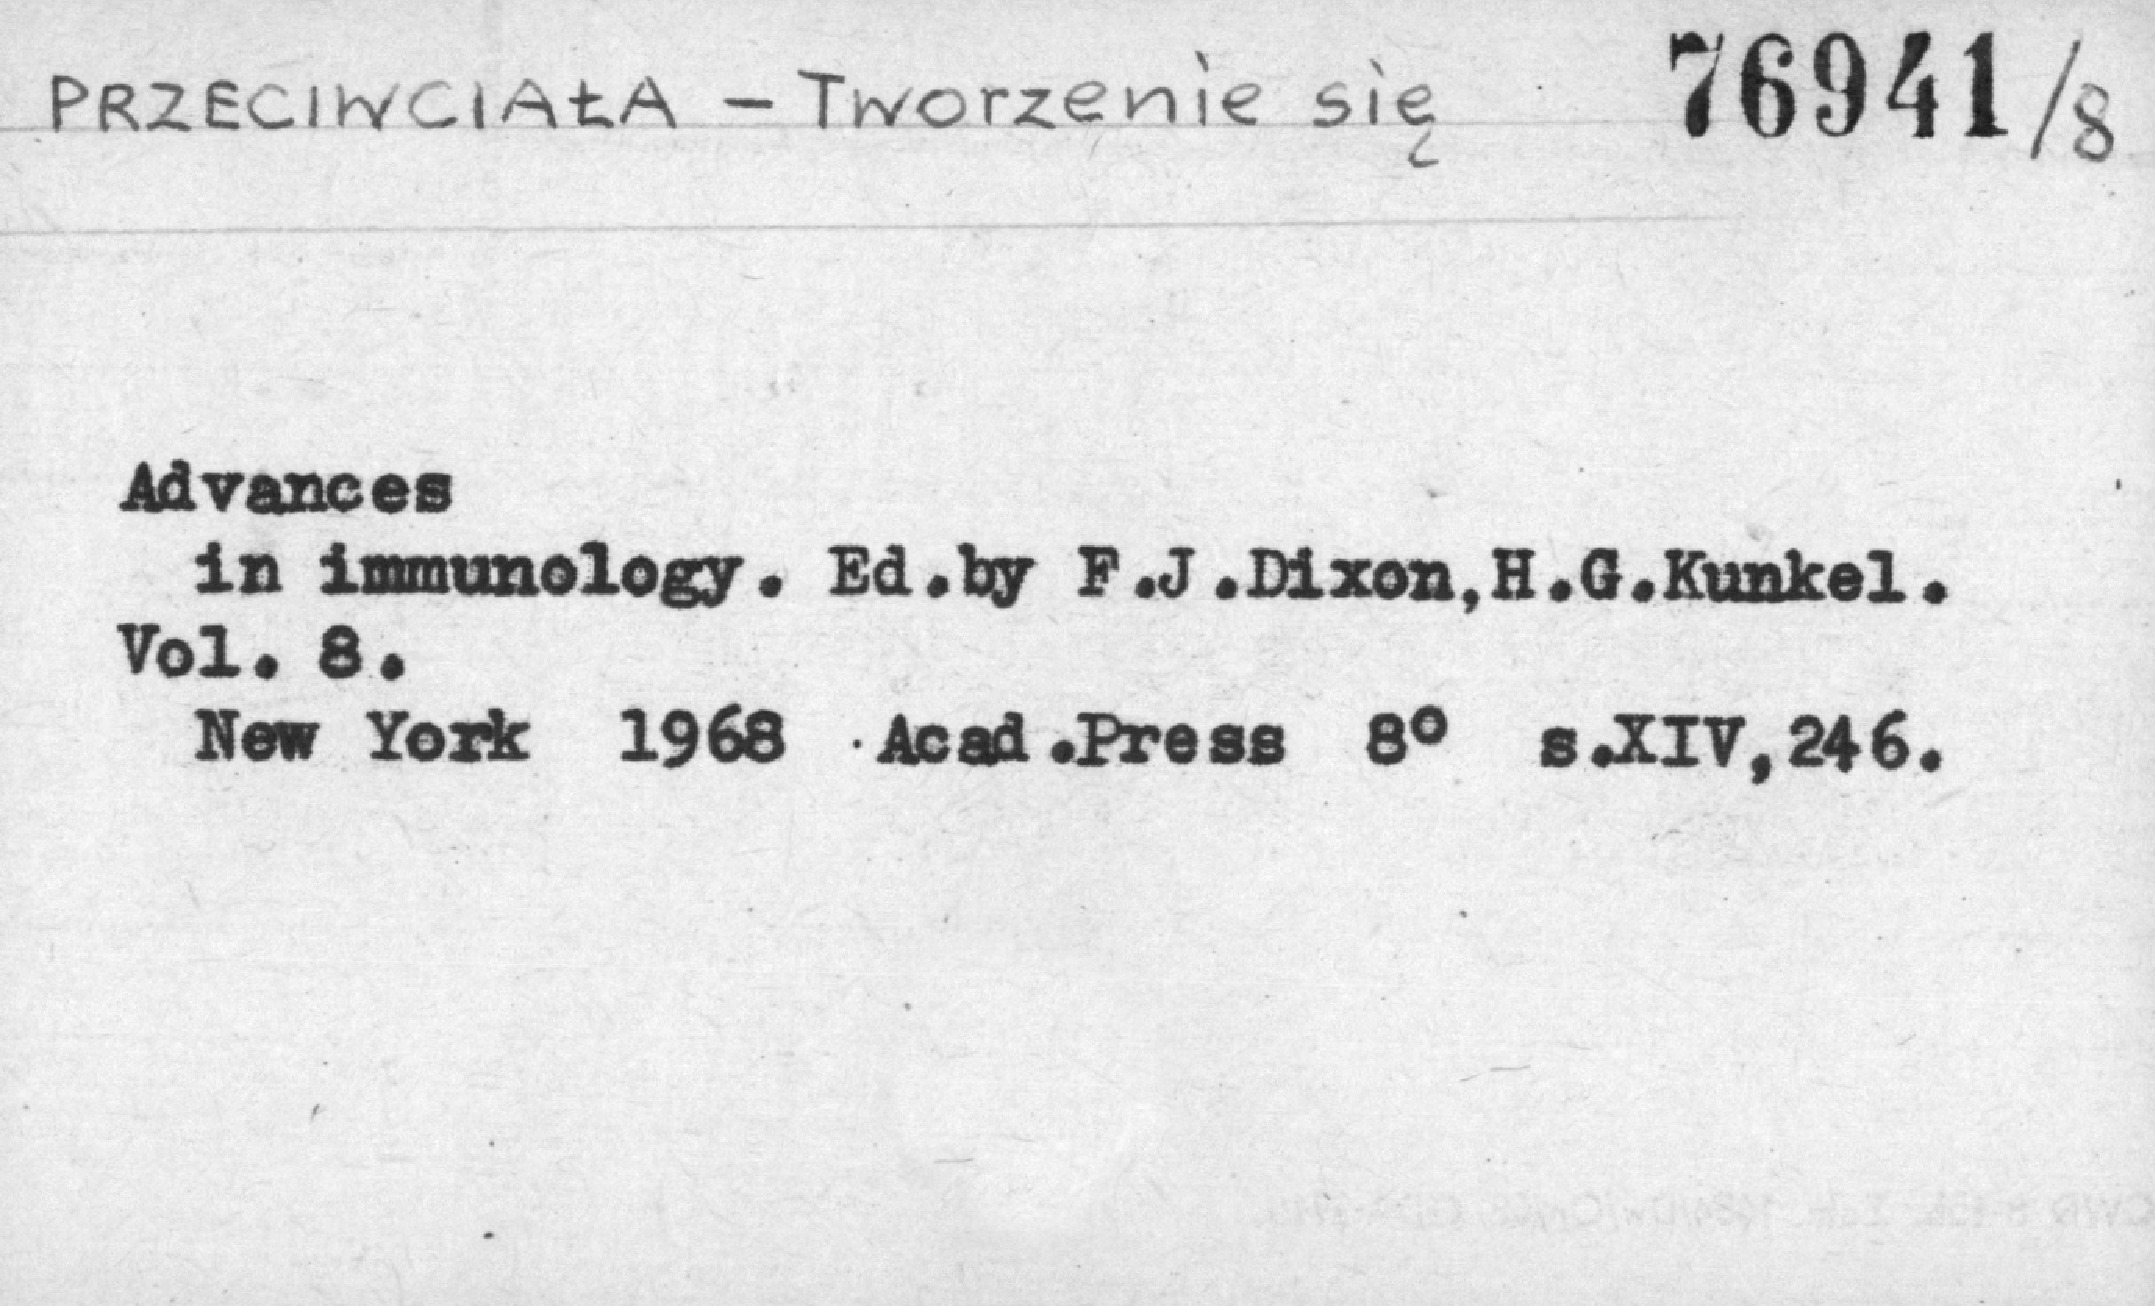 PRZECIWCIAŁA – Tworzenie się 76941/8
Advances
in immunology. Ed.by F.J.Dixon,H.G.Kunkel.
Vol. 8.
New York 1968 Acad.Press 8° s.XIV,246.